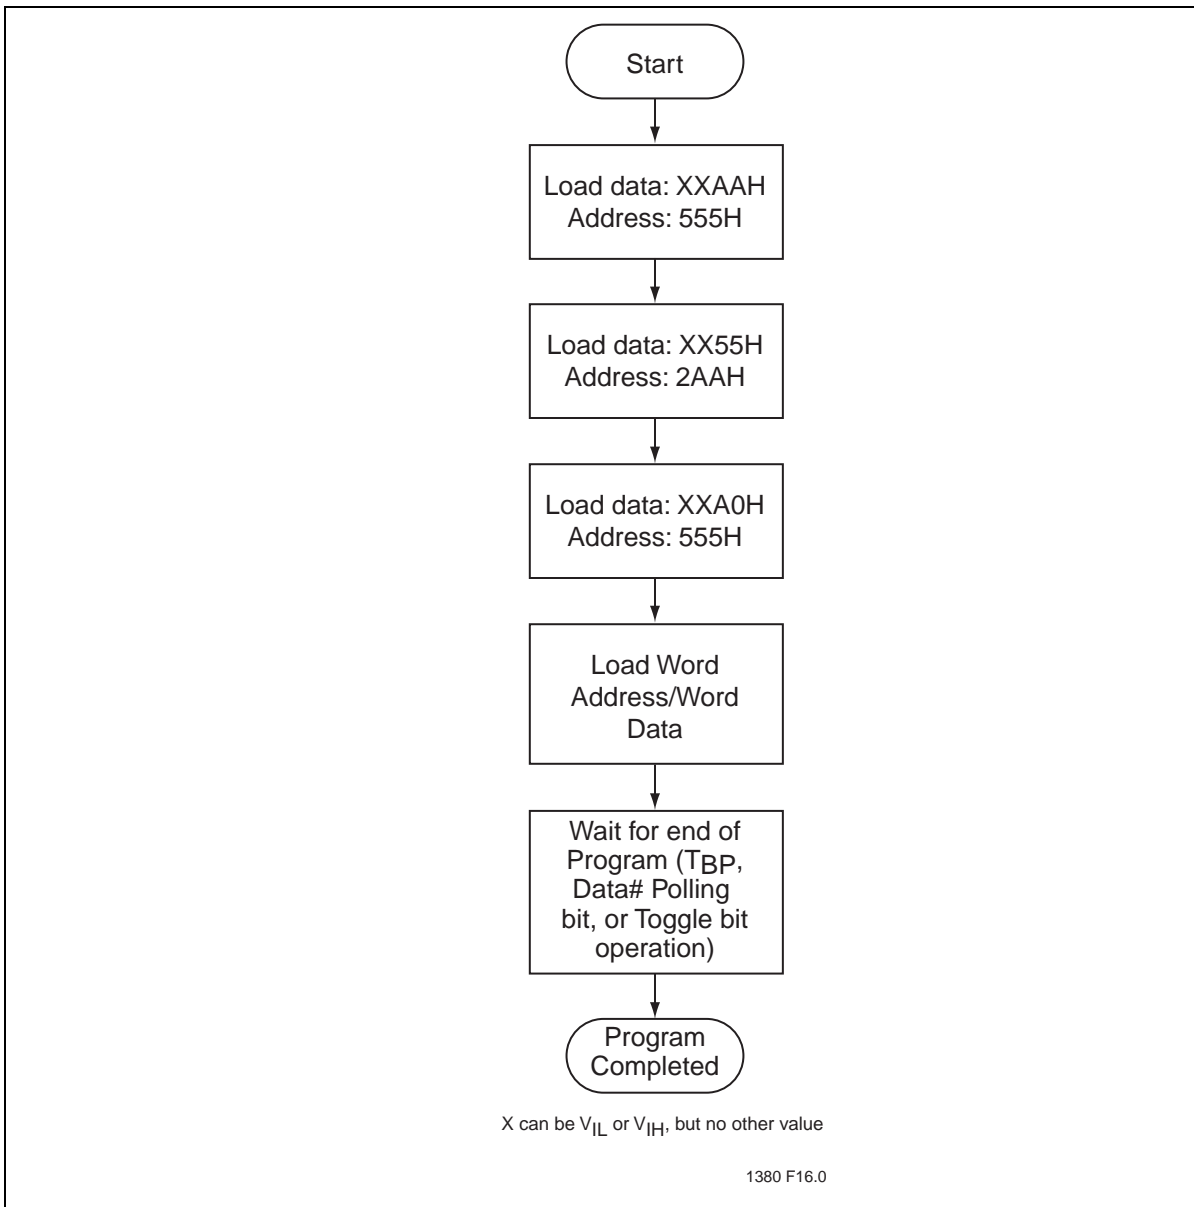 Start
Load data: XXAAH
Address: 555H
Load data: XX55H
Address: 2AAH
Load data: XXA0H
Address: 555H
Load Word
Address/Word
Data
Wait for end of
Program (TBP,
Data# Polling
bit, or Toggle bit
operation)
Program
Completed
X can be VIL or VIH, but no other value
1380 F16.0